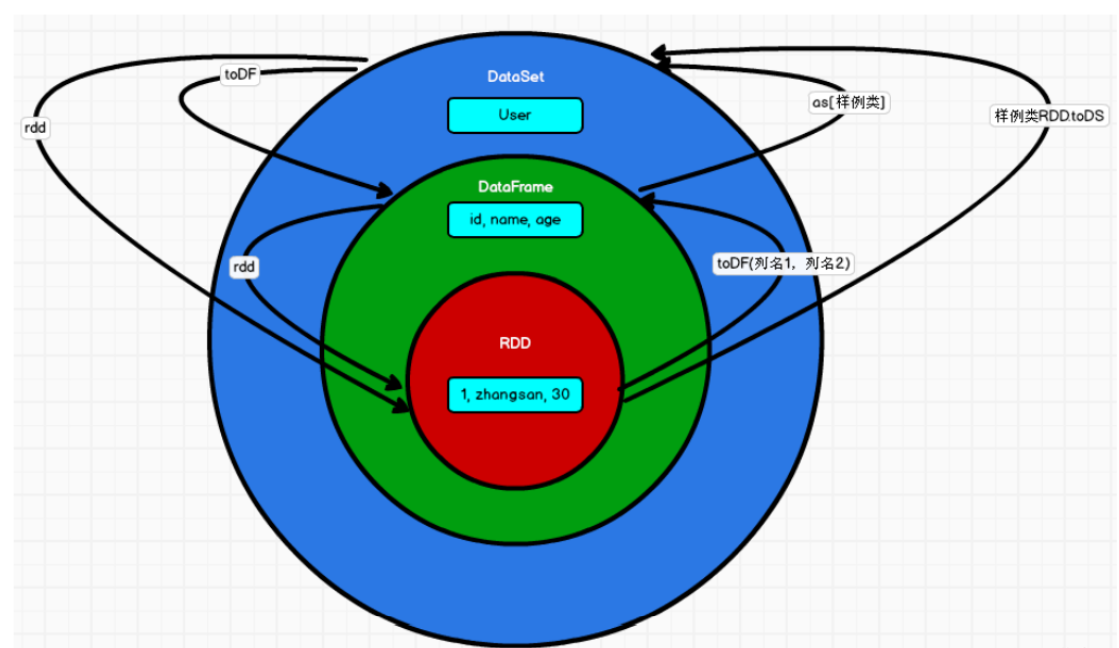 toDF
DataSet
User
as[样例类]
rdd
样例类RDD.toDS
DataFrame
id, name, age
rdd
toDF(列名1, 列名2)
RDD
1, zhangsan, 30